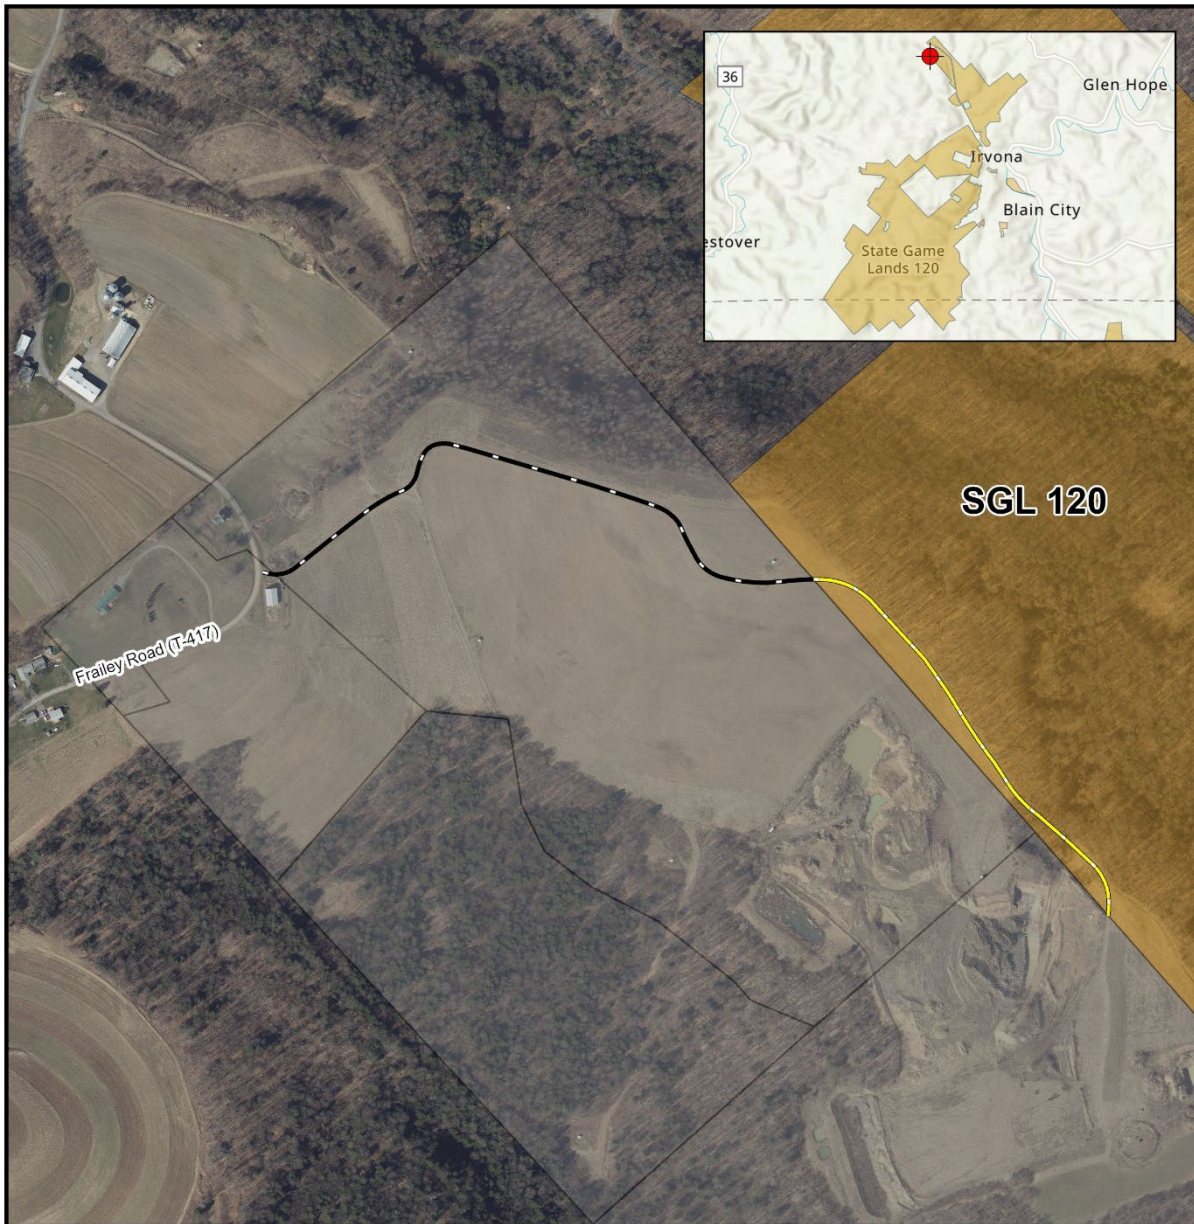 36
Glen Hope
Irvona
Blain City
estover
State Game
Lands 120
SGL 120
Frailey Road (T-417)